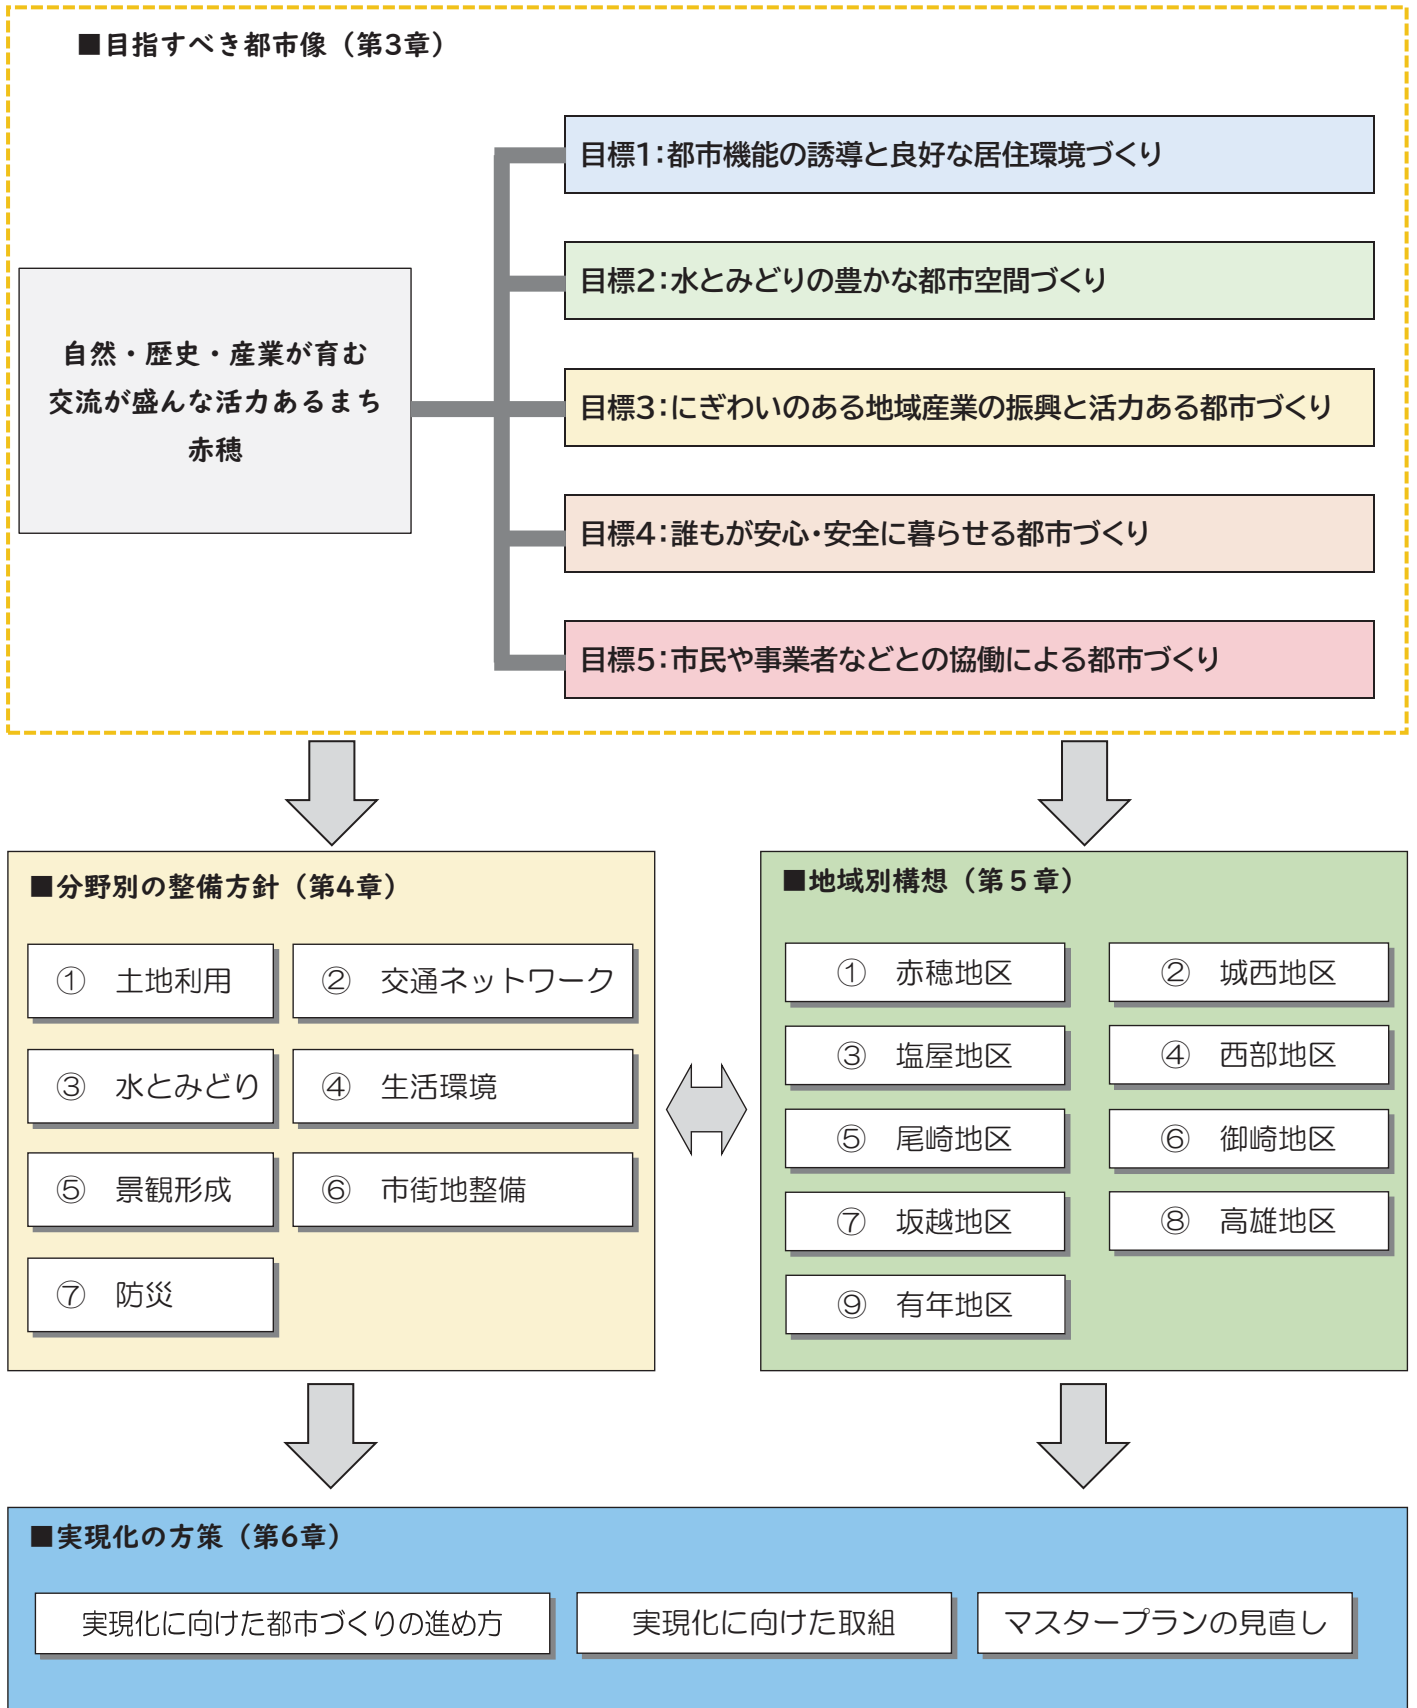 ■目指すべき都市像（第3章）
目標1：都市機能の誘導と良好な居住環境づくり
目標2：水とみどりの豊かな都市空間づくり
自然・歴史・産業が育む
交流が盛んな活力あるまち
赤穂
目標3：にぎわいのある地域産業の振興と活力ある都市づくり
目標4：誰もが安心・安全に暮らせる都市づくり
目標5：市民や事業者などとの協働による都市づくり
■分野別の整備方針（第4章）
①　土地利用
②　交通ネットワーク
③　水とみどり
④　生活環境
⑤　景観形成
⑥　市街地整備
⑦　防災
■地域別構想（第５章）
①　赤穂地区
②　城西地区
③　塩屋地区
④　西部地区
⑤　尾崎地区
⑥　御崎地区
⑦　坂越地区
⑧　高雄地区
⑨　有年地区
■実現化の方策（第6章）
実現化に向けた都市づくりの進め方
実現化に向けた取組
マスタープランの見直し